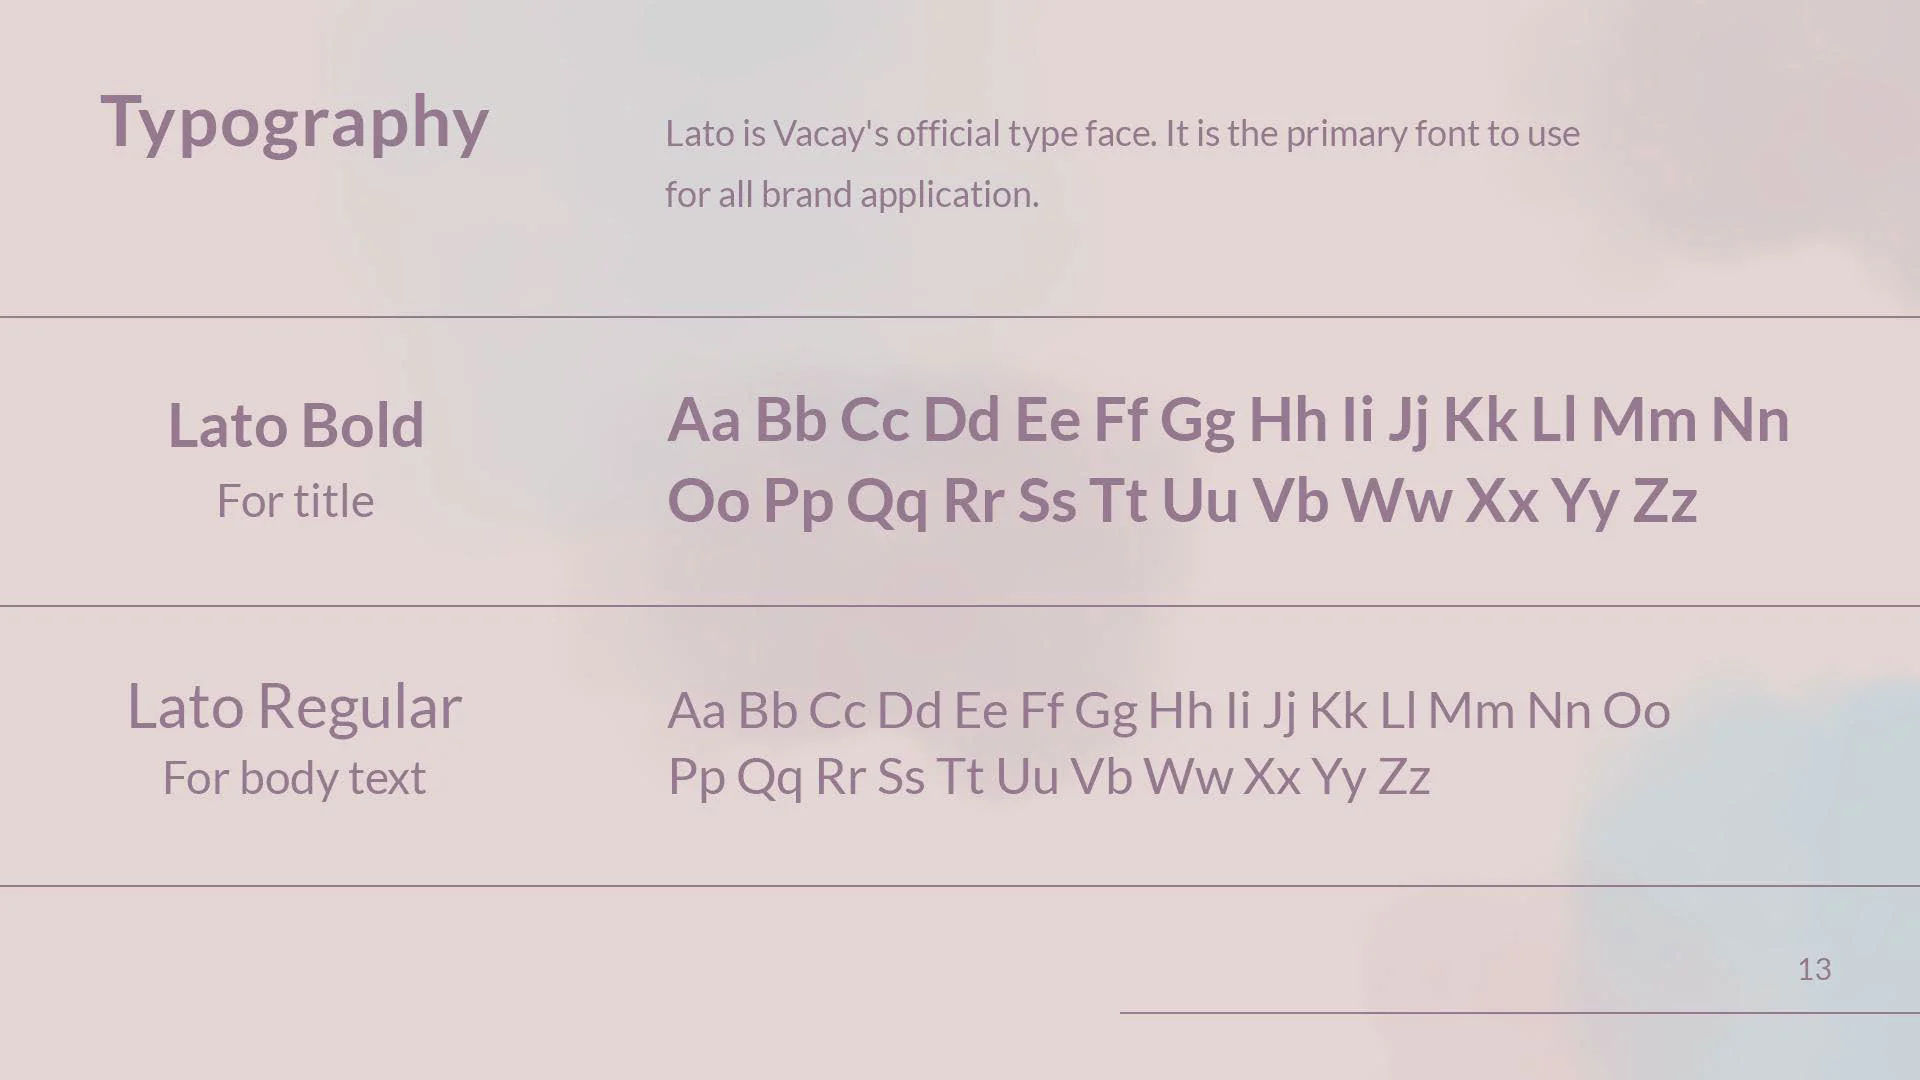 Typography
Lato is Vacay's official type face. It is the primary font to use
for all brand application.
Lato Bold
For title
Aa Bb Cc Dd Ee Ff Gg Hh Ii Jj Kk Ll Mm Nn
Oo Pp Qq Rr Ss Tt Uu Vb Ww Xx Yy Zz
Lato Regular
For body text
Aa Bb Cc Dd Ee Ff Gg Hh Ii Jj Kk Ll Mm Nn Oo
Pp Qq Rr Ss Tt Uu Vb Ww Xx Yy Zz
13